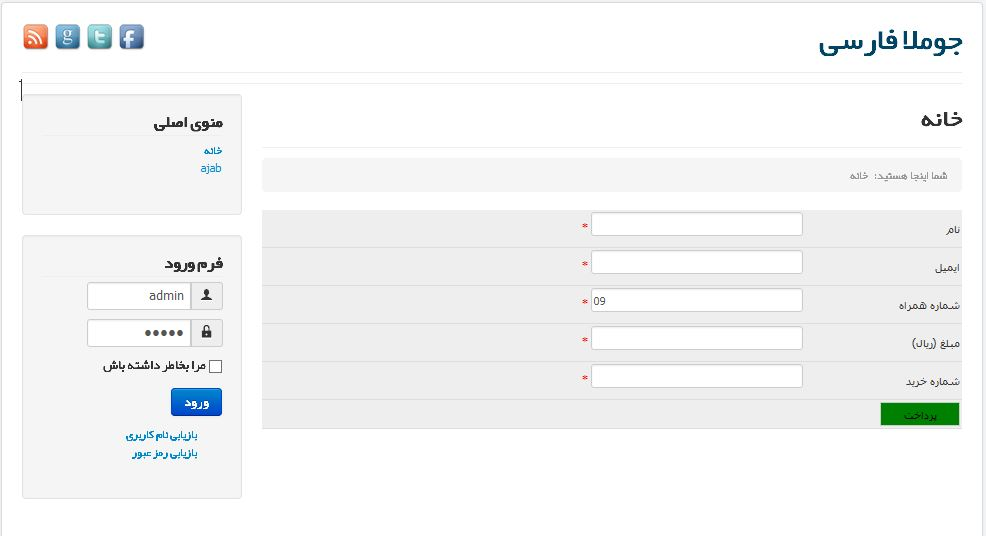 جوملا فارسی
خانه
شما اینجا هستید: خانه
نام
*
ایمیل
*
شماره همراه
09 *
مبلغ (ریال)
*
شماره خرید
*
پرداخت
منوی اصلی
خانه
ajab
فرم ورود
admin
•••••
مرا بخاطر داشته باش
ورود
بازیابی نام کاربری
بازیابی رمز عبور